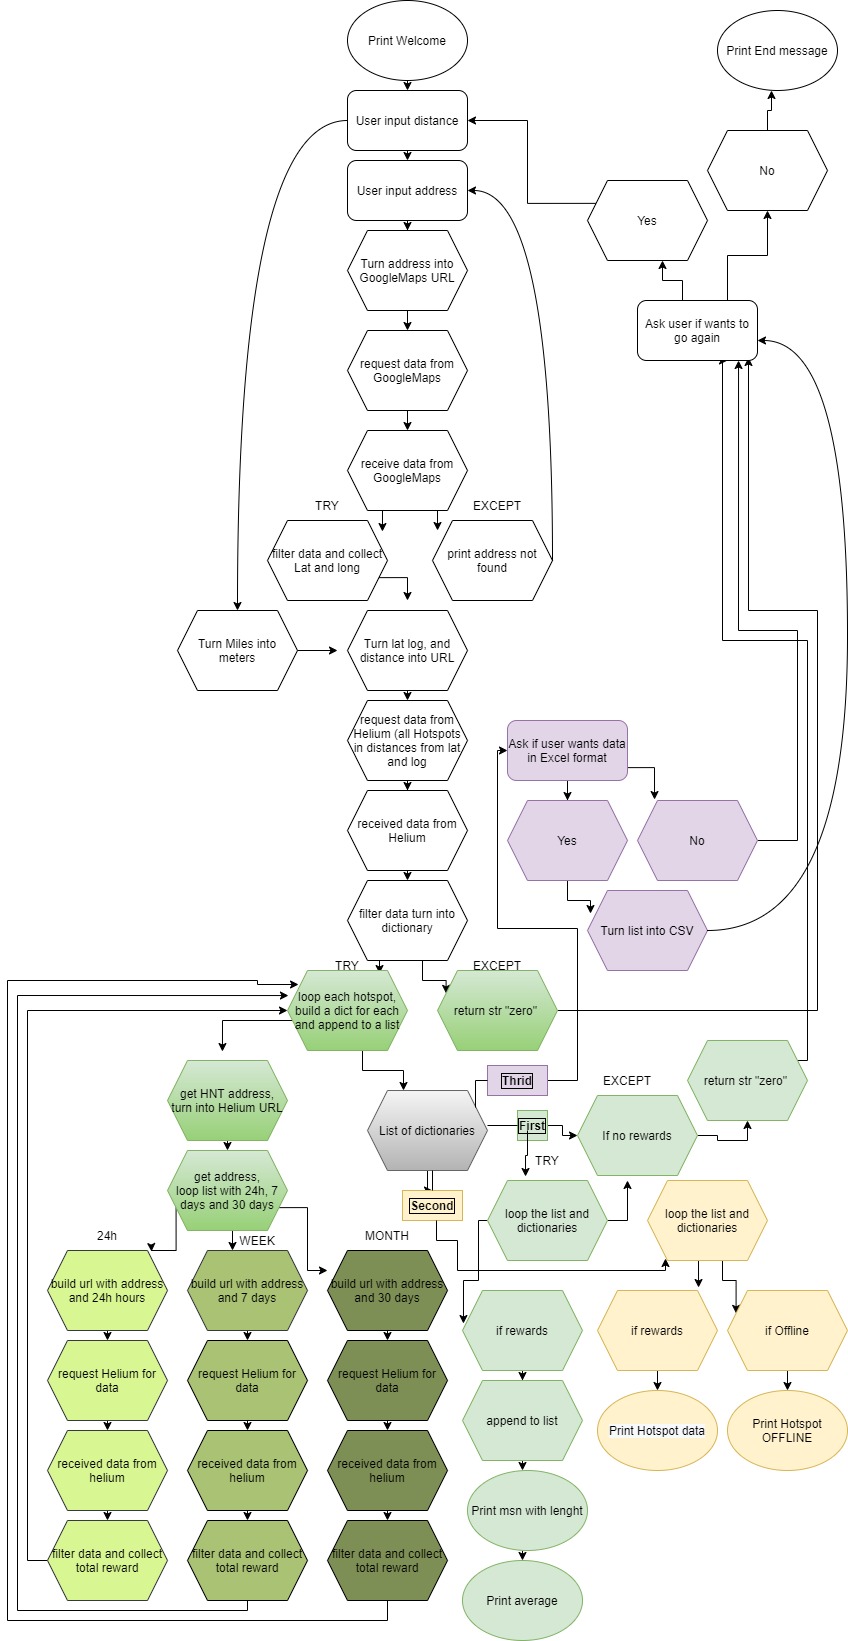 Print Welcome
Print End message
User input distance
No
User input address
Yes
Turn address into
GoogleMaps URL
Ask user if wants to
go again
request data from
GoogleMaps
receive data from
GoogleMaps
TRY
EXCEPT
filter data and collect
Lat and long
print address not
found
Turn Miles into
meters
Turn lat log, and
distance into URL
request data from
Helium (all Hotspots
in distances from lat
and log
Ask if user wants data
in Excel format
received data from
Helium
Yes
No
filter data turn into
dictionary
Turn list into CSV
TRY
EXCEPT
loop each hotspot,
build a dict for each
and append to a list
return str "zero"
Thrid
EXCEPT
return str "zero"
get HNT address,
turn into Helium URL
List of dictionaries
First
If no rewards
TRY
get address,
loop list with 24h, 7
days and 30 days
Second
loop the list and
dictionaries
loop the list and
dictionaries
24h
WEEK
MONTH
build url with address
and 24h hours
build url with address
and 7 days
build url with address
and 30 days
if rewards
if rewards
if Offline
request Helium for
data
request Helium for
data
request Helium for
data
append to list
Print Hotspot data
Print Hotspot
OFFLINE
received data from
helium
received data from
helium
received data from
helium
Print msn with lenght
filter data and collect
total reward
filter data and collect
total reward
filter data and collect
total reward
Print average